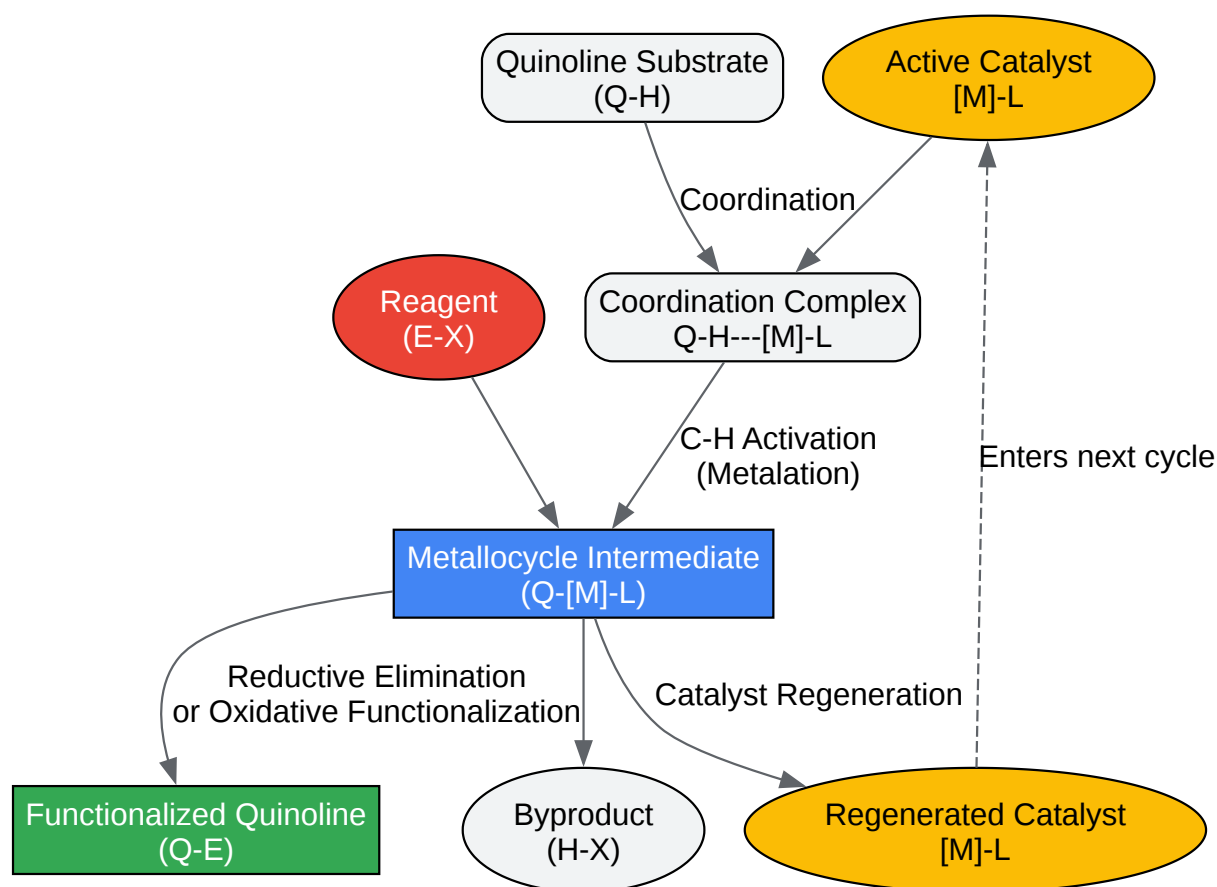 Quinoline Substrate
(Q-H)
Active Catalyst
[M]-L
Coordination
Reagent
(E-X)
Coordination Complex
Q-H---[M]-L
C-H Activation
(Metalation)
Enters next cycle
Metallocycle Intermediate
(Q-[M]-L)
Reductive Elimination
or Oxidative Functionalization
Catalyst Regeneration
Functionalized Quinoline
(Q-E)
Byproduct
(H-X)
Regenerated Catalyst
[M]-L